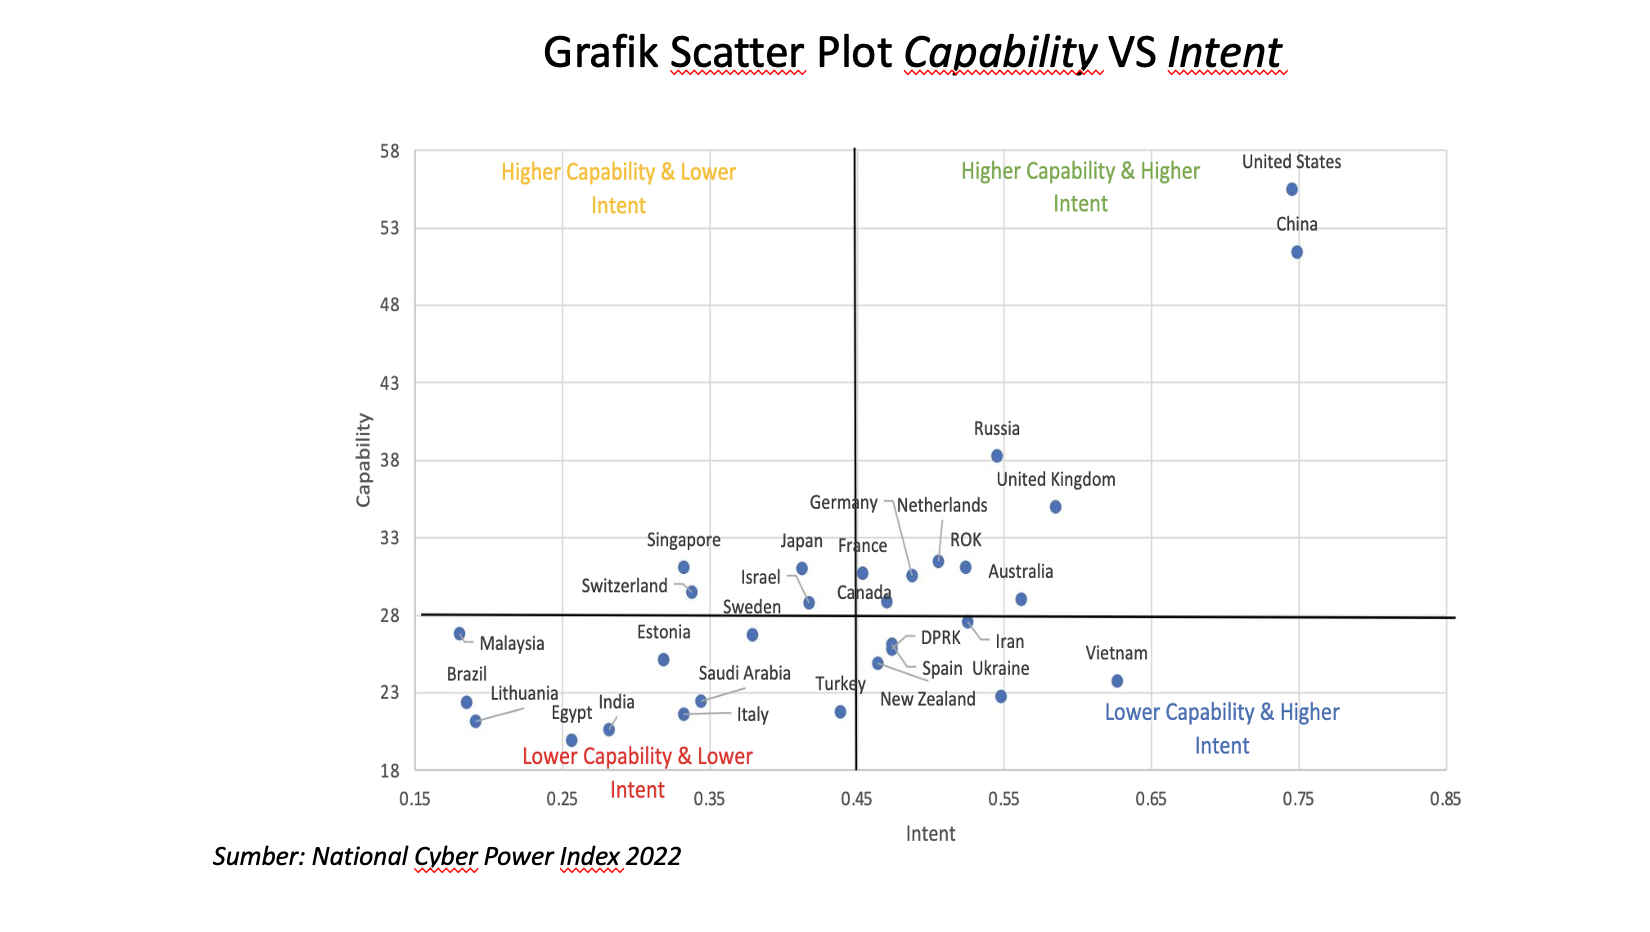 Grafik Scatter Plot Capability VS Intent
58
Higher Capability & Lower
Intent
Higher Capability & Higher
Intent
United States
53
China
48
43
Capability
Russia
38
United Kingdom
Germany
Netherlands
33
Singapore
Japan
France
ROK
Switzerland
Israel
Australia
Canada
Sweden
28
Malaysia
Estonia
DPRK
Iran
Vietnam
Brazil
Saudi Arabia
Spain
Ukraine
Turkey
23
Lithuania
India
New Zealand
Egypt
Italy
Lower Capability & Higher
Intent
Lower Capability & Lower
Intent
18
0.15
0.25
0.35
0.45
0.55
0.65
0.75
0.85
Intent
Sumber: National Cyber Power Index 2022